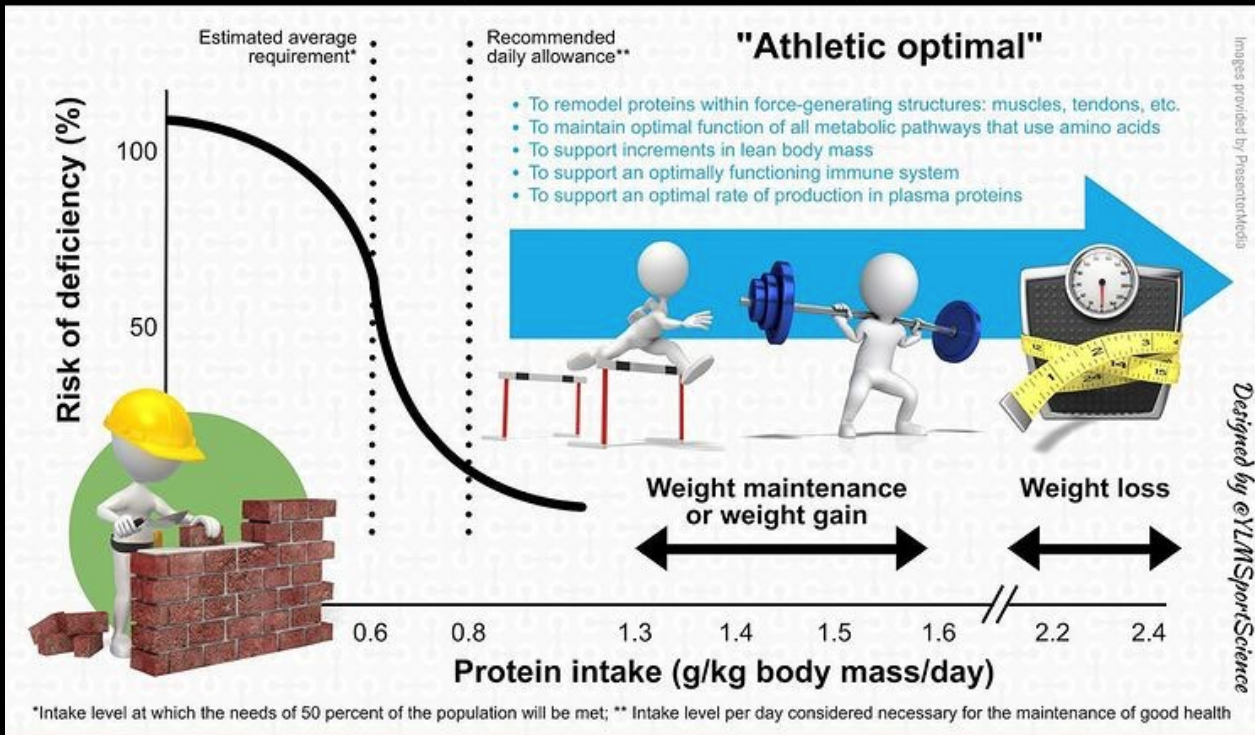 Estimated average
requirement*
Recommended
daily allowance**
"Athletic optimal"
• To remodel proteins within force-generating structures: muscles, tendons, etc.
• To maintain optimal function of all metabolic pathways that use amino acids
• To support increments in lean body mass
• To support an optimally functioning immune system
• To support an optimal rate of production in plasma proteins
Risk of deficiency (%)
100
50
Weight maintenance
or weight gain
Weight loss
0.6 0.8 1.3 1.4 1.5 1.6 2.2 2.4
Protein intake (g/kg body mass/day)
*Intake level at which the needs of 50 percent of the population will be met; ** Intake level per day considered necessary for the maintenance of good health
Images provided by PresenterMedia
Designed by @YLMSportScience